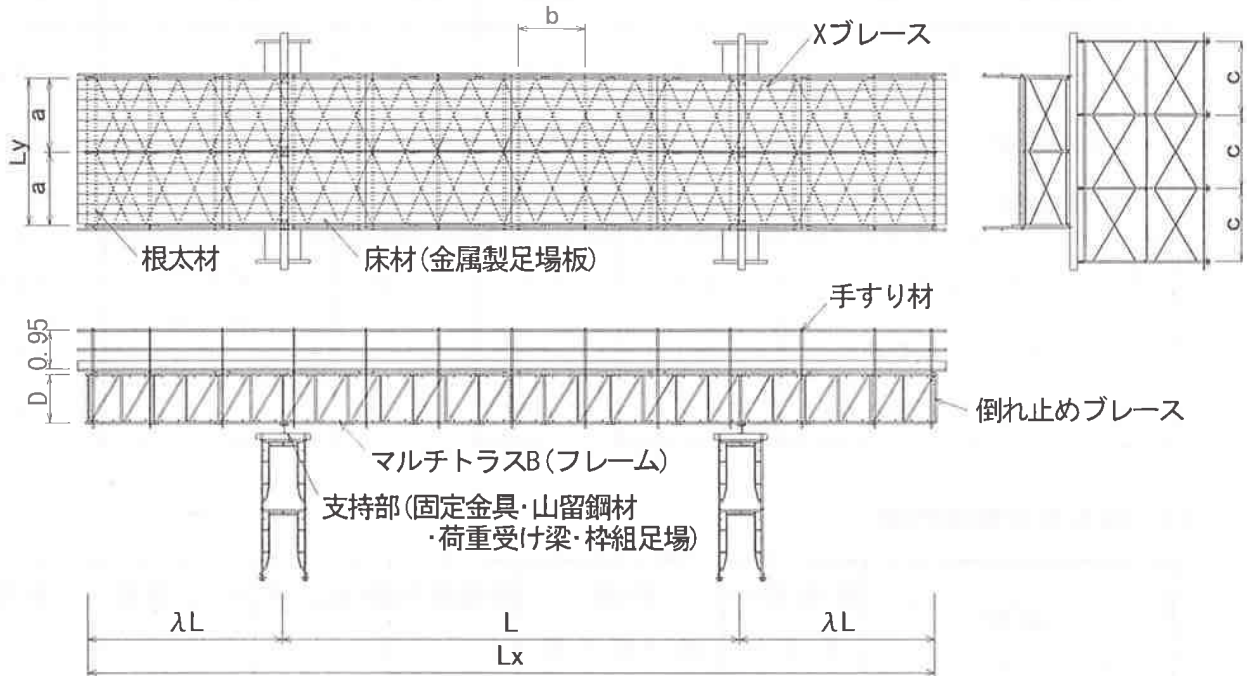 b
Xブレース
Ly
a
a
c
c
c
根太材
床材(金属製足場板)
手すり材
0.95
D
倒れ止めブレース
マルチトラスB(フレーム)
支持部(固定金具・山留鋼材
・荷重受け梁・枠組足場)
λL
L
λL
Lx